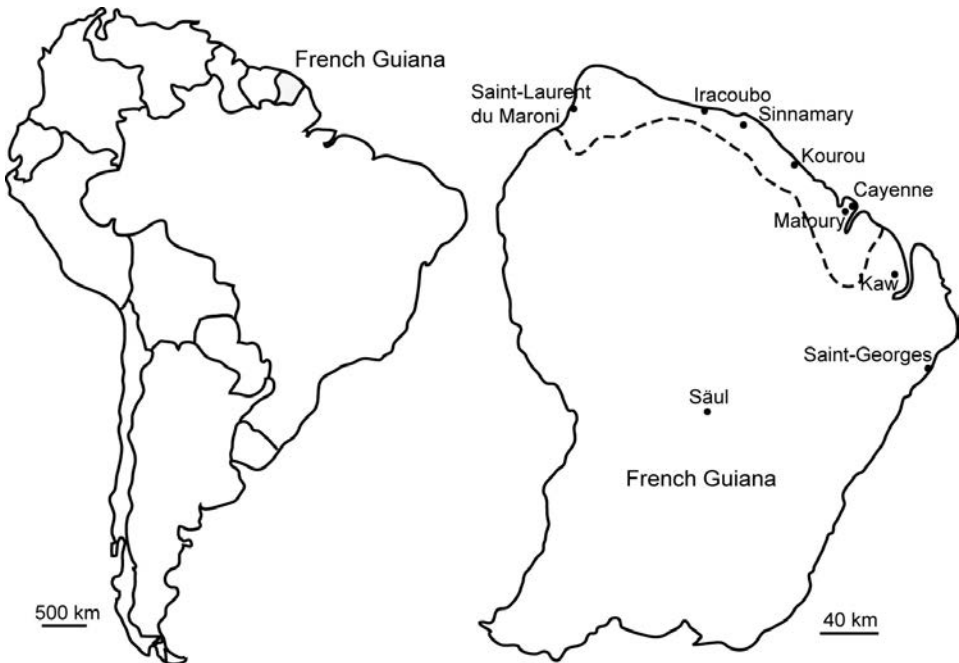 French Guiana
500 km
Saint-Laurent
du Maroni
Iracoubo
Sinnamary
Kourou
Cayenne
Matoury
Kaw
Saint-Georges
Säul
French Guiana
40 km